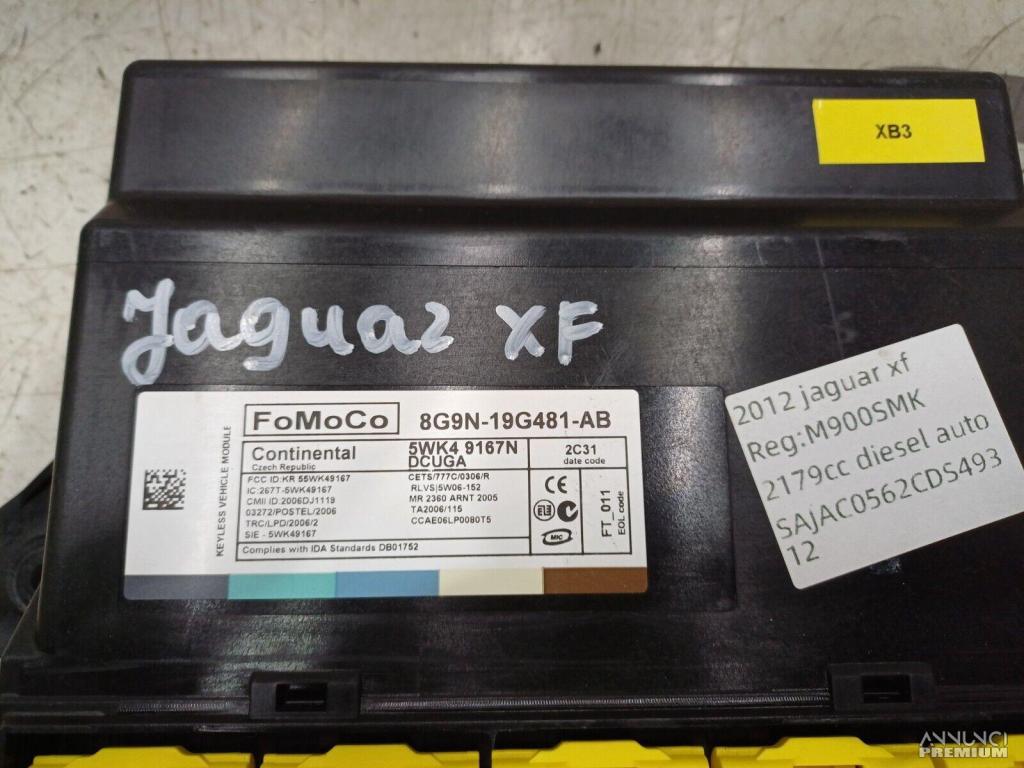 XB3
Jaguar XF
FoMoCo 8G9N-19G481-AB
KEYLESS VEHICLE MODULE
Continental
Czech Republic
5WK4 9167N
DCUGA
2C31
date code
FCC ID:KR 55WK49167
IC:267T-5WK49167
CMII ID:2006DJ1119
03272/POSTEL/2006
TRC/LPD/2006/2
SIE - 5WK49167
CETS/777C/0306/R
RLVS|5W06-152
MR 2360 ARNT 2005
TA2006/115
CCAE06LP0080T5
CE
MIC
FT_011
EOL code
Complies with IDA Standards DB01752
2012 jaguar xf
Reg:M900SMK
2179cc diesel auto
SAjAC0562CDS493
12
ANNUNCI
PREMIUM